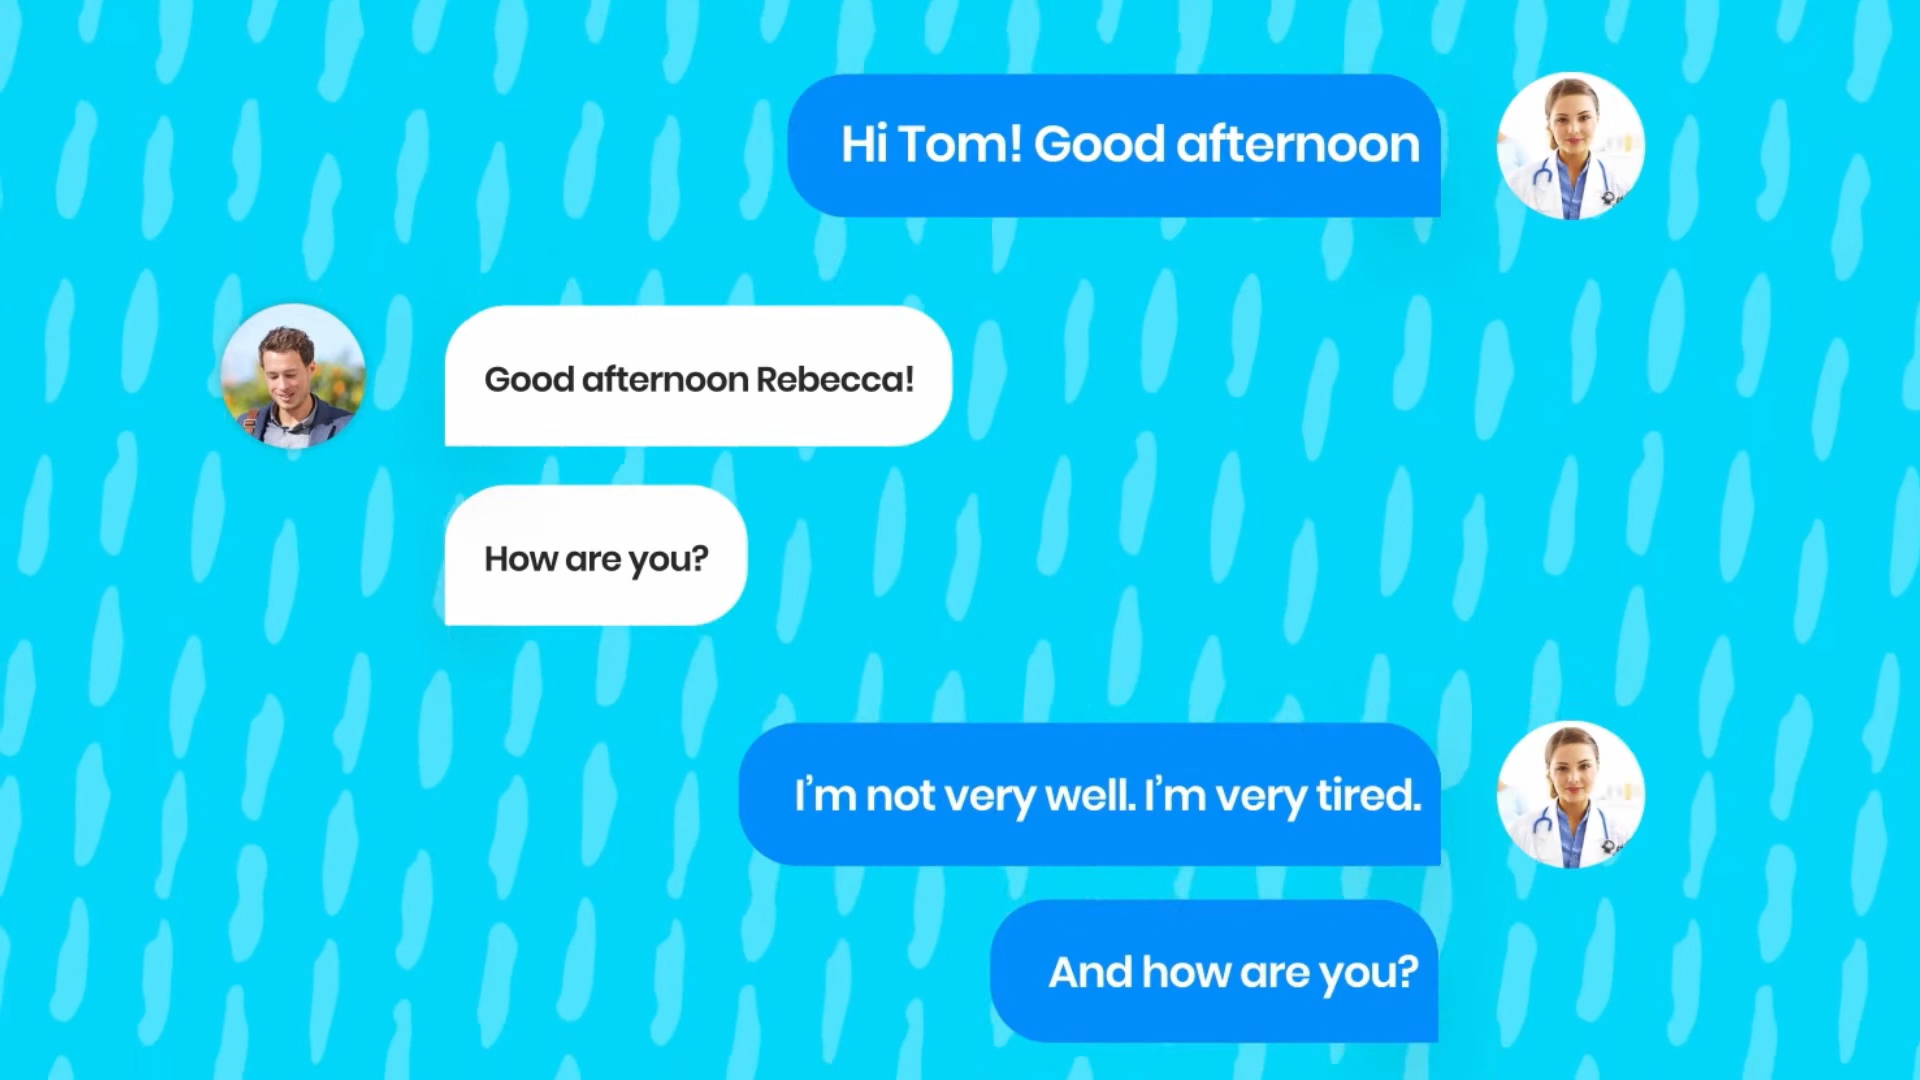 Hi Tom! Good afternoon
Good afternoon Rebecca!
How are you?
I’m not very well. I’m very tired.
And how are you?